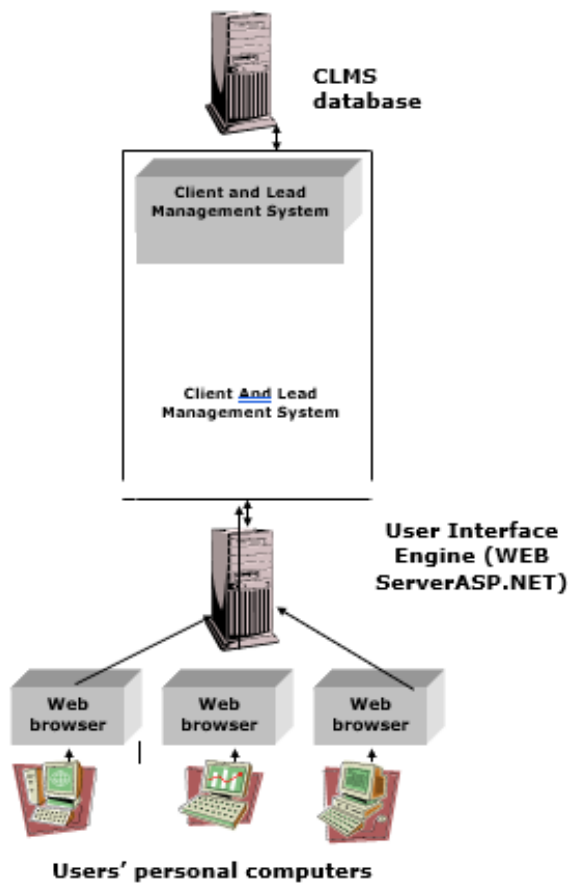 CLMS
database
Client and Lead
Management System
Client And Lead
Management System
User Interface
Engine (WEB
ServerASP.NET)
Web
browser
Web
browser
Web
browser
Users' personal computers